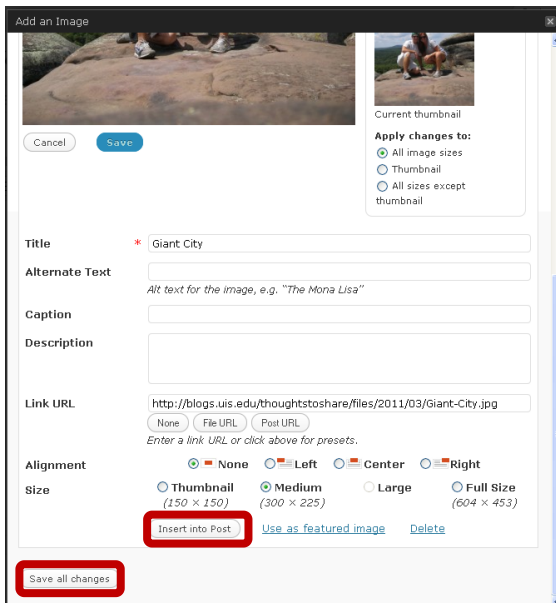 Add an Image
Current thumbnail
Apply changes to:
All image sizes
Thumbnail
All sizes except
thumbnail
Cancel Save
Title * Giant City
Alternate Text
Alt text for the image, e.g. "The Mona Lisa"
Caption
Description
Link URL http://blogs.uis.edu/thoughtstoshare/files/2011/03/Giant-City.jpg
None File URL Post URL
Enter a link URL or click above for presets.
Alignment None Left Center Right
Size Thumbnail Medium Large Full Size
(150 × 150) (300 × 225) (604 × 453)
Insert into Post Use as featured image Delete
Save all changes